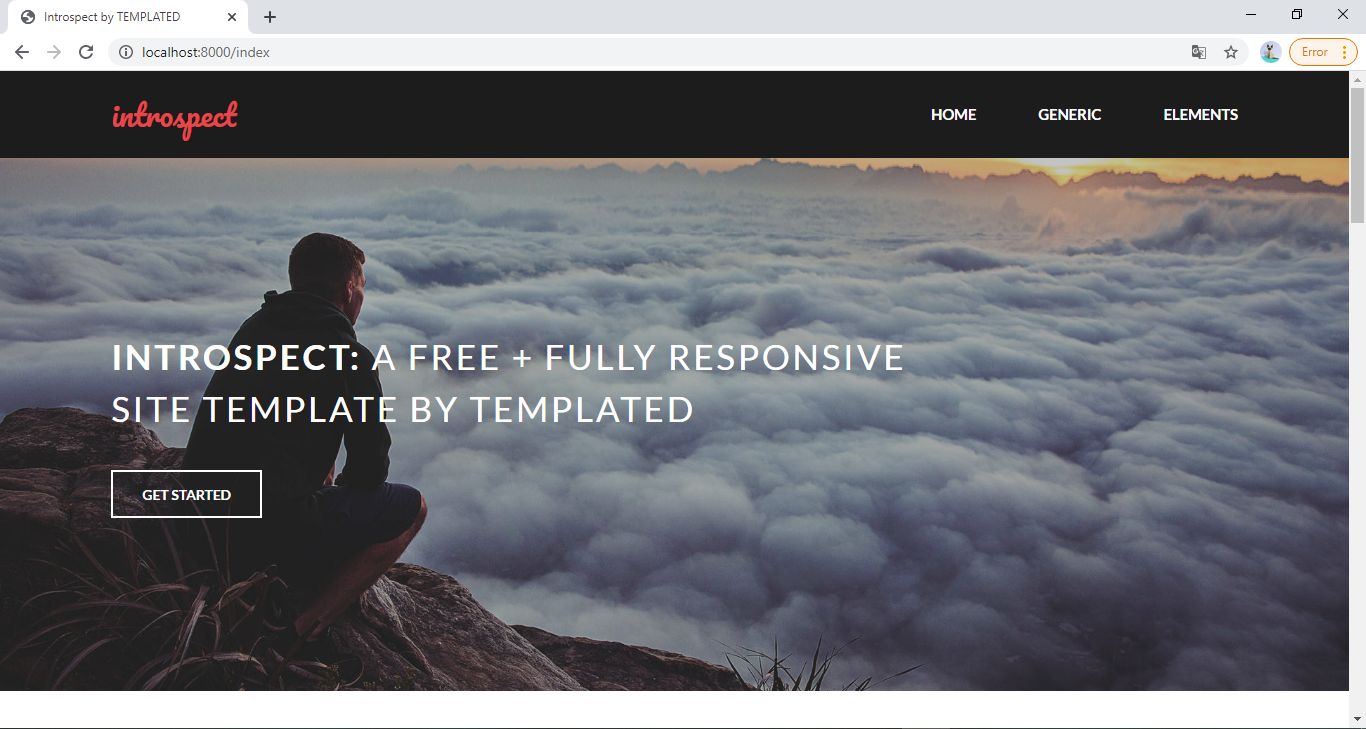 Introspect by TEMPLATED
localhost:8000/index
Error
introspect
HOME GENERIC ELEMENTS
INTROSPECT: A FREE + FULLY RESPONSIVE
SITE TEMPLATE BY TEMPLATED
GET STARTED